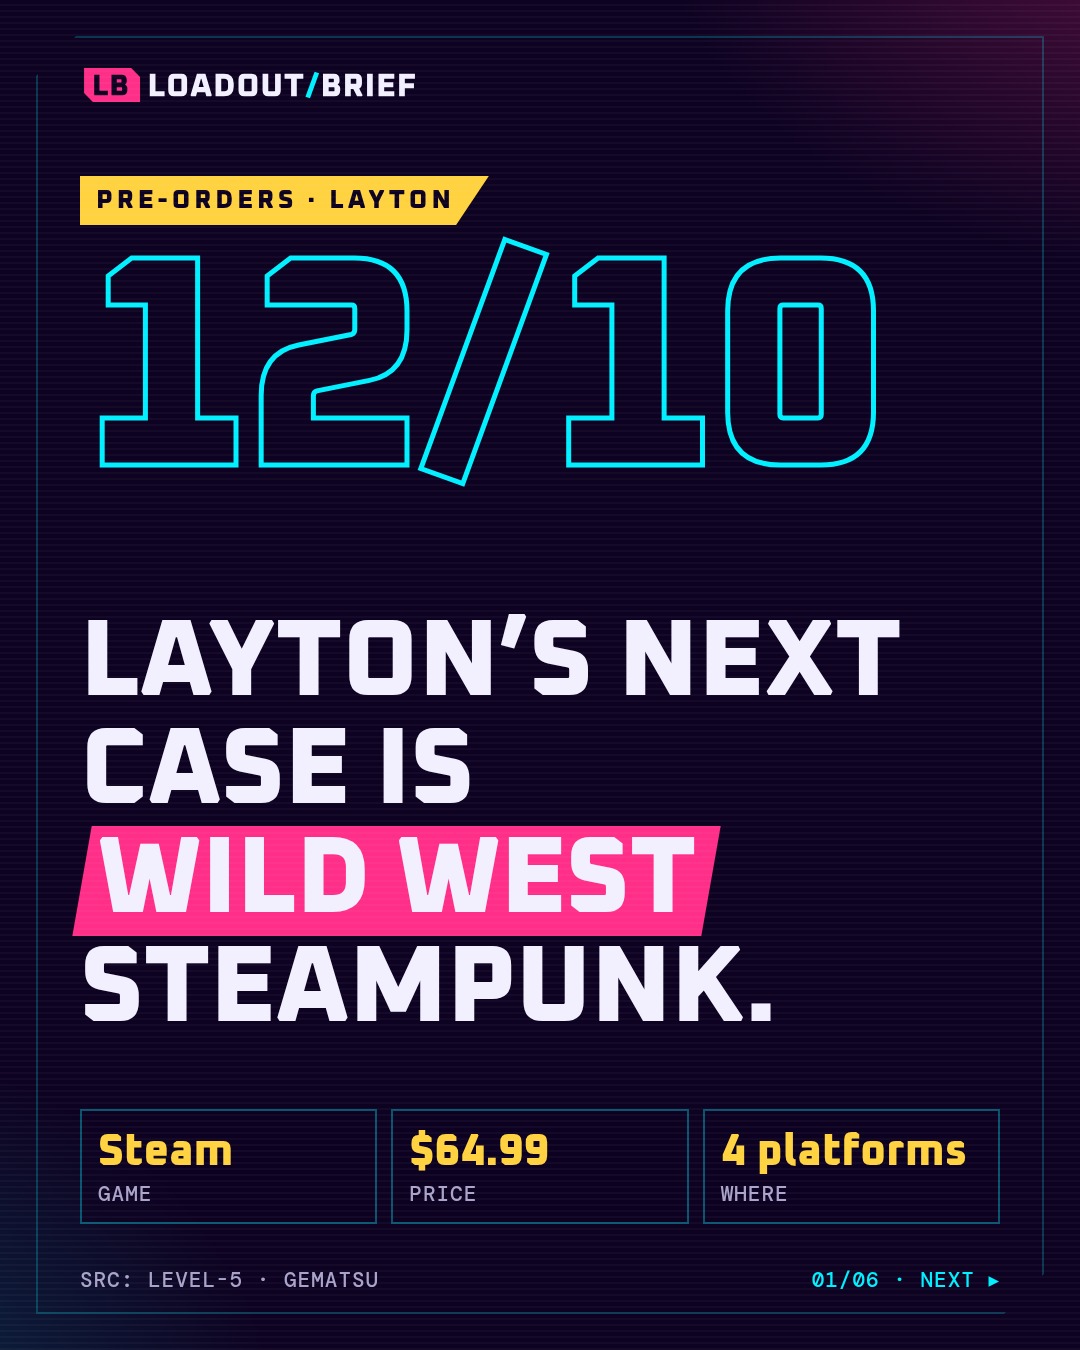 LB LOADOUT/BRIEF
PRE-ORDERS · LAYTON
12/10
LAYTON’S NEXT
CASE IS
WILD WEST
STEAMPUNK.
Steam
GAME
$64.99
PRICE
4 platforms
WHERE
SRC: LEVEL-5 · GEMATSU
01/06 · NEXT ▶